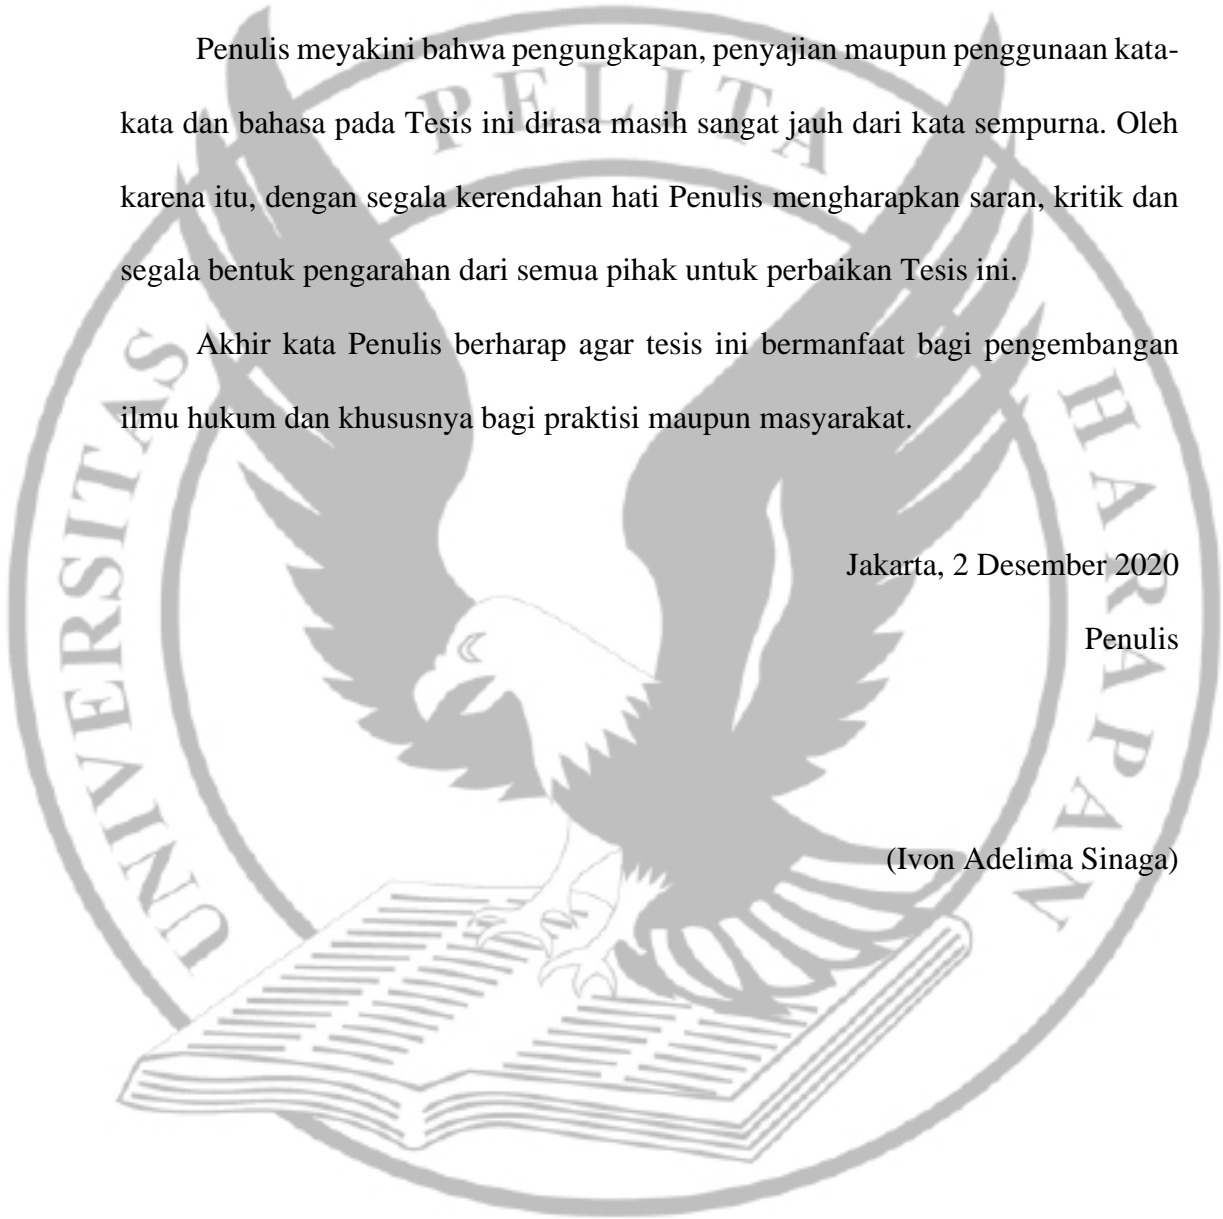 Penulis meyakini bahwa pengungkapan, penyajian maupun penggunaan kata-
kata dan bahasa pada Tesis ini dirasa masih sangat jauh dari kata sempurna. Oleh
karena itu, dengan segala kerendahan hati Penulis mengharapkan saran, kritik dan
segala bentuk pengarahan dari semua pihak untuk perbaikan Tesis ini.
Akhir kata Penulis berharap agar tesis ini bermanfaat bagi pengembangan
ilmu hukum dan khususnya bagi praktisi maupun masyarakat.
Jakarta, 2 Desember 2020
Penulis
(Ivon Adelima Sinaga)
UNIVERSITAS PELITA HARAPAN